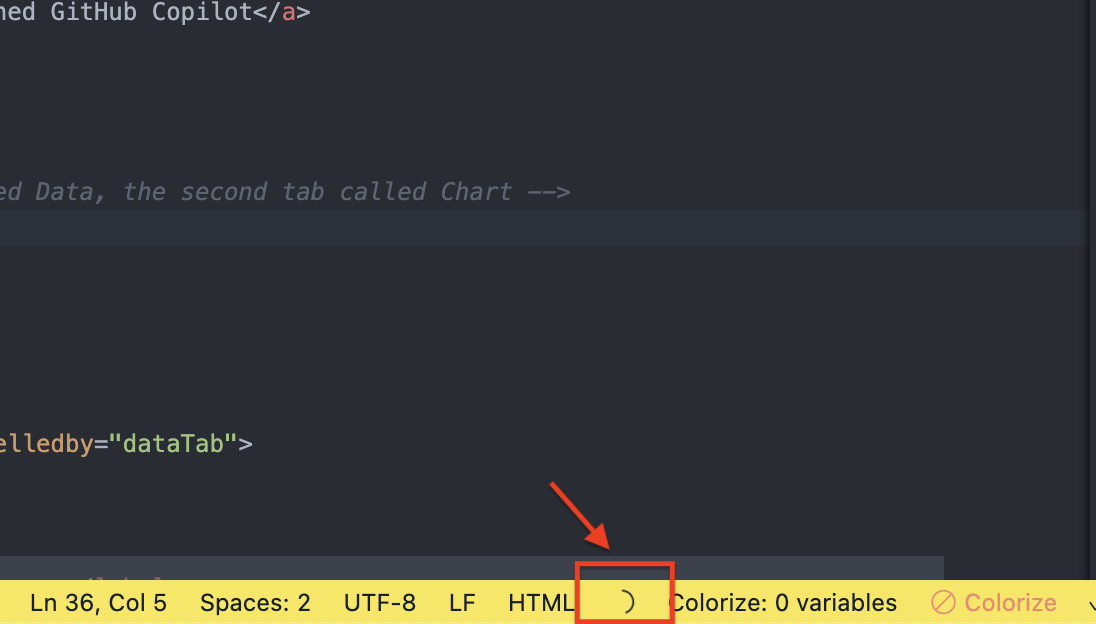 ned GitHub Copilot</a>
ed Data, the second tab called Chart -->
elledby="dataTab">
Ln 36, Col 5 Spaces: 2 UTF-8 LF HTML Colorize: 0 variables Colorize